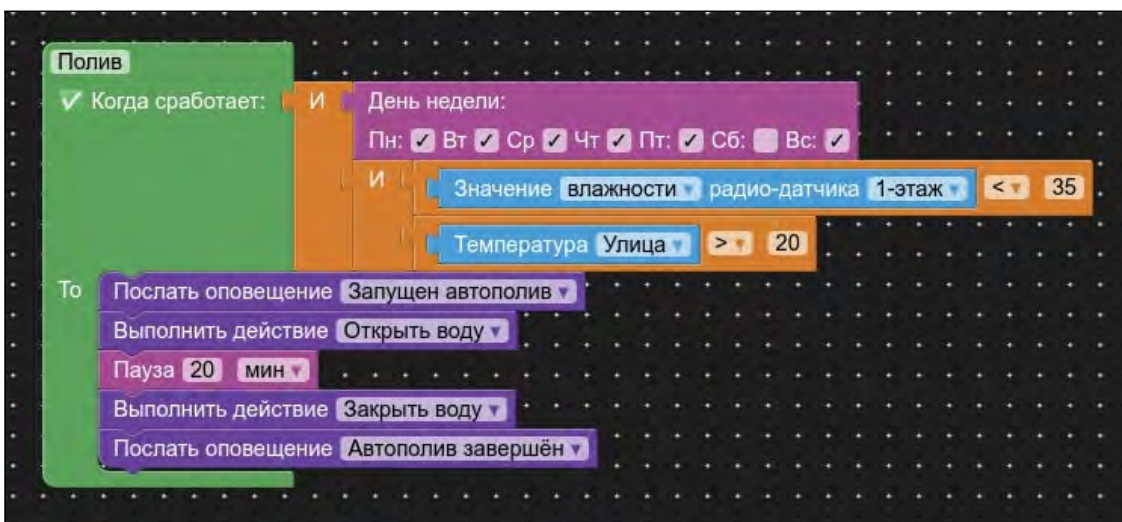 Полив
Когда сработает: И День недели:
Пн: Вт Ср Чт Пт: Сб: Вс:
И Значение влажности радио-датчика 1-этаж < 35
Температура Улица > 20
То Послать оповещение Запущен автополив
Выполнить действие Открыть воду
Пауза 20 мин
Выполнить действие Закрыть воду
Послать оповещение Автополив завершён